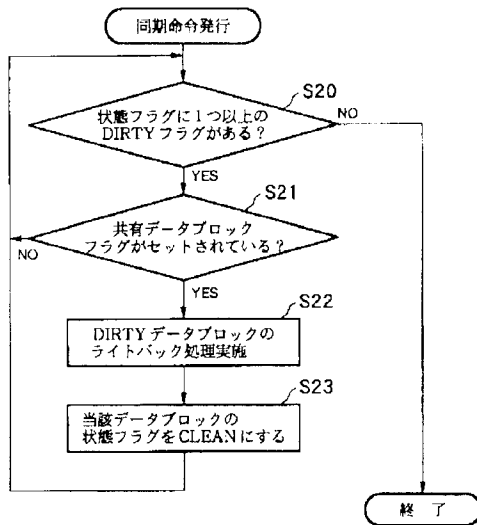 同期命令発行
S20
状態フラグに1つ以上の
DIRTYフラグがある?
NO
YES
S21
共有データブロック
フラグがセットされている?
NO
YES
S22
DIRTYデータブロックの
ライトバック処理実施
S23
当該データブロックの
状態フラグをCLEANにする
終了